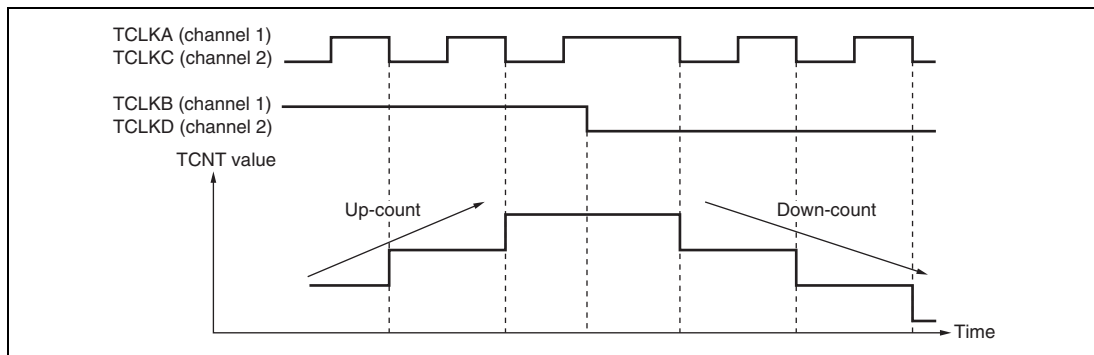 TCLKA (channel 1)
TCLKC (channel 2)
TCLKB (channel 1)
TCLKD (channel 2)
TCNT value
Up-count
Down-count
Time